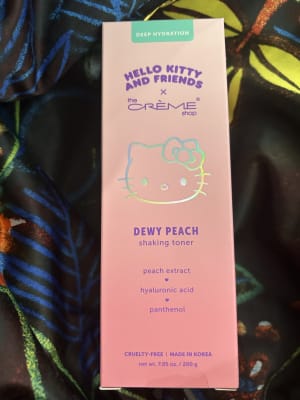 DEEP HYDRATION
HELLO KITTY
AND FRIENDS
×
the
CRÈME®
shop
DEWY PEACH
shaking toner
peach extract
♥
hyaluronic acid
♥
panthenol
CRUELTY-FREE | MADE IN KOREA
net wt. 7.05 oz. / 200 g